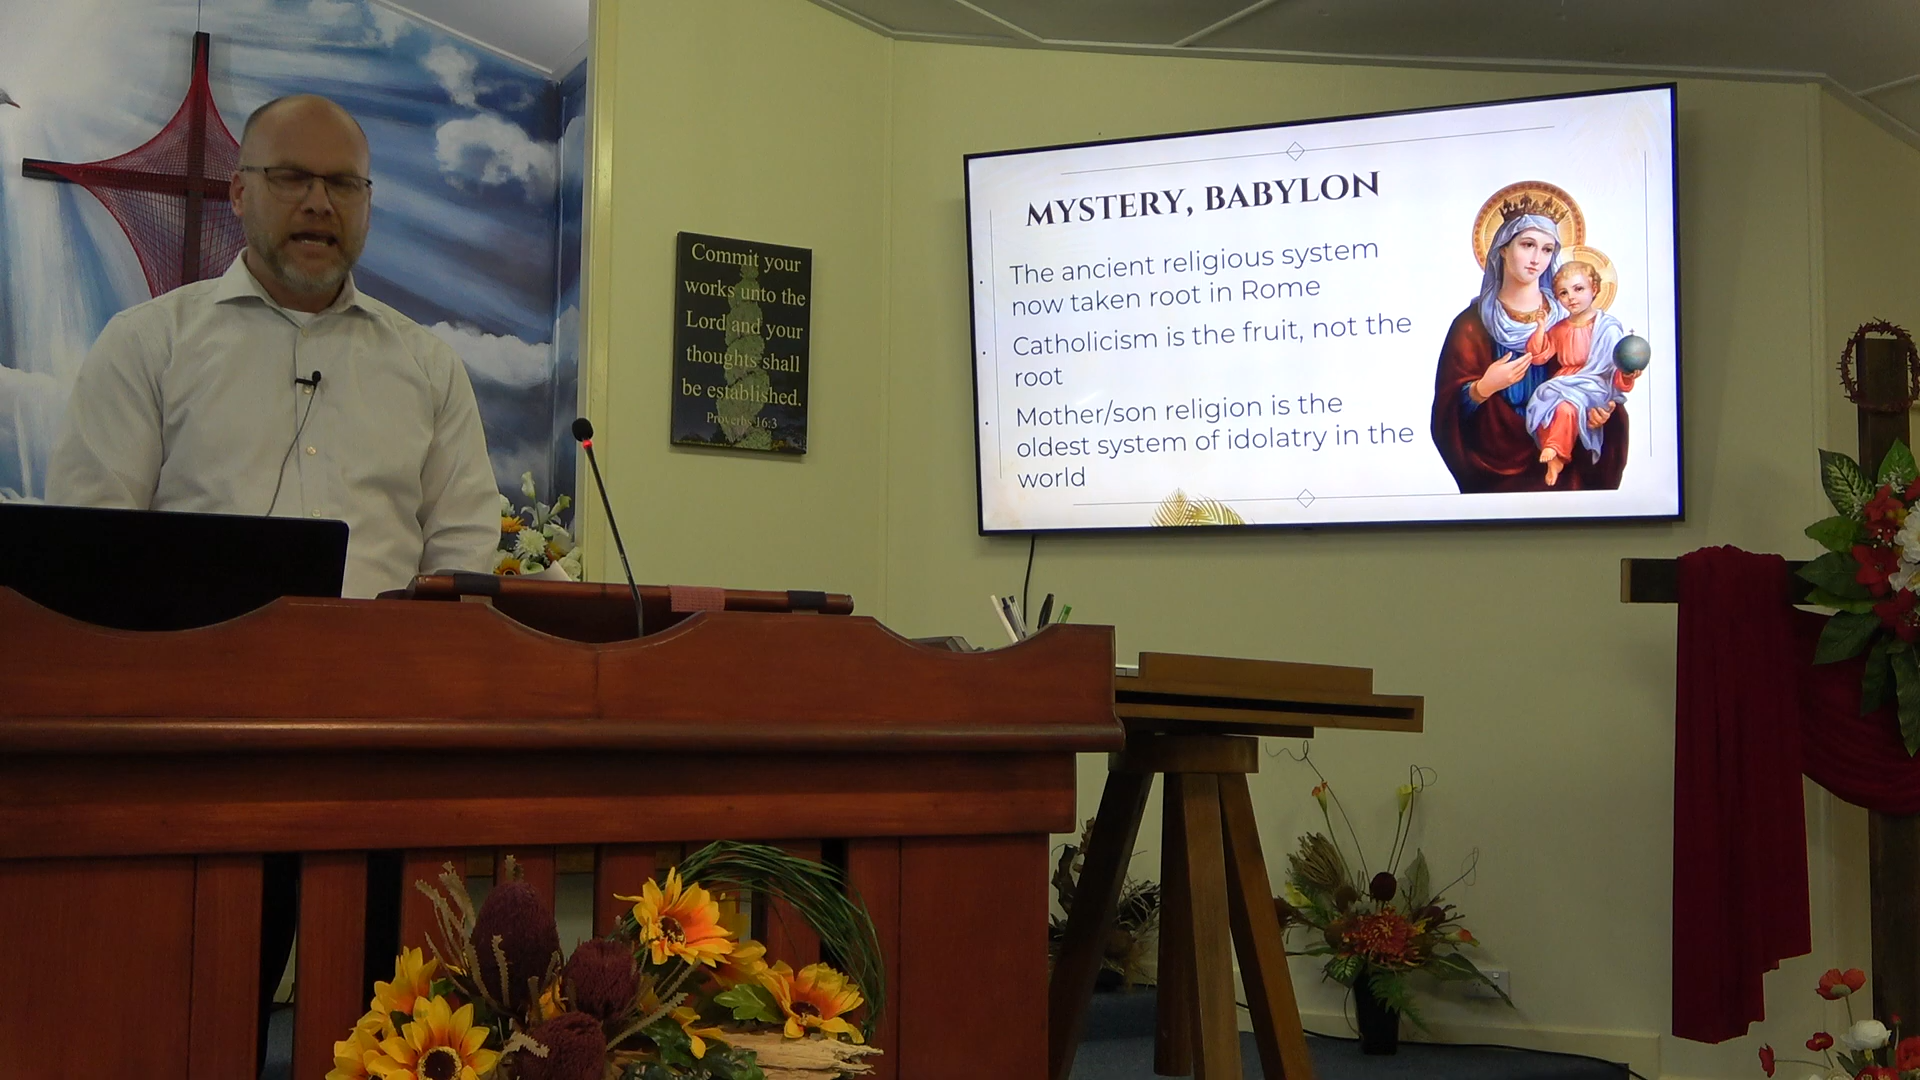 Commit your
works unto the
Lord and your
thoughts shall
be established.
Proverbs 16:3
MYSTERY, BABYLON
The ancient religious system
now taken root in Rome
Catholicism is the fruit, not the
root
Mother/son religion is the
oldest system of idolatry in the
world